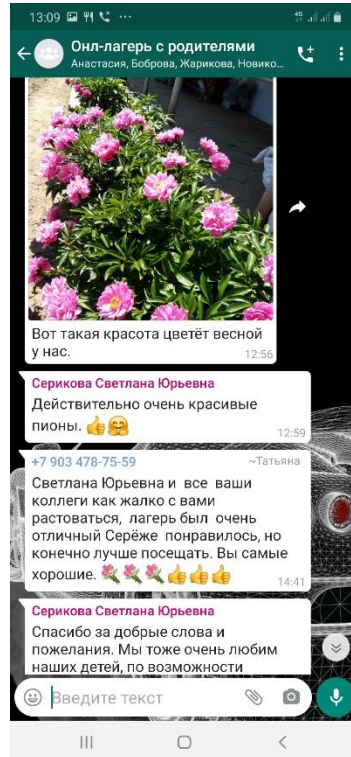 13:09
Онл-лагерь с родителями
Анастасия, Боброва, Жарикова, Новико...
Вот такая красота цветёт весной
у нас.
12:56
Серикова Светлана Юрьевна
Действительно очень красивые
пионы. 👍🤗
12:59
+7 903 478-75-59 ~Татьяна
Светлана Юрьевна и все ваши
коллеги как жалко с вами
растоваться, лагерь был очень
отличный Серёже понравилось, но
конечно лучше посещать. Вы самые
хорошие. 💐💐💐👍👍👍
14:41
Серикова Светлана Юрьевна
Спасибо за добрые слова и
пожелания. Мы тоже очень любим
наших детей, по возможности
Введите текст